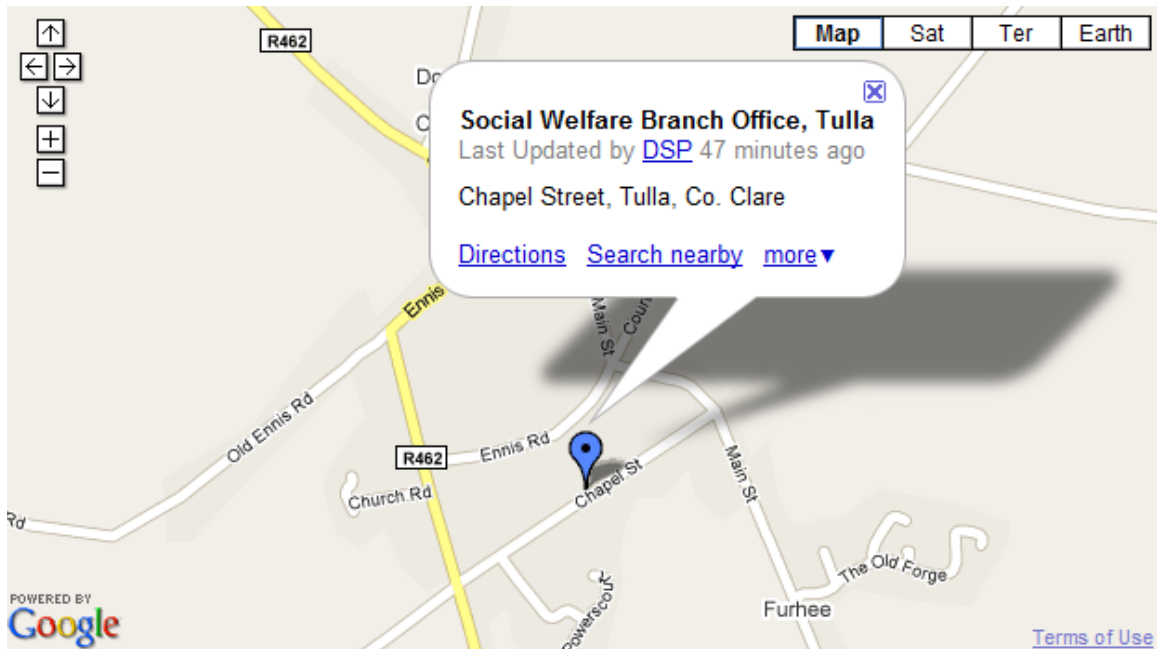 R462
Map Sat Ter Earth
Social Welfare Branch Office, Tulla
Last Updated by DSP 47 minutes ago
Chapel Street, Tulla, Co. Clare
Directions Search nearby more▼
Ennis
Main St
Old Ennis Rd
R462
Ennis Rd
Church Rd
Chapel St
Main St
Rd
The Old Forge
Furhee
POWERED BY
Google
Terms of Use